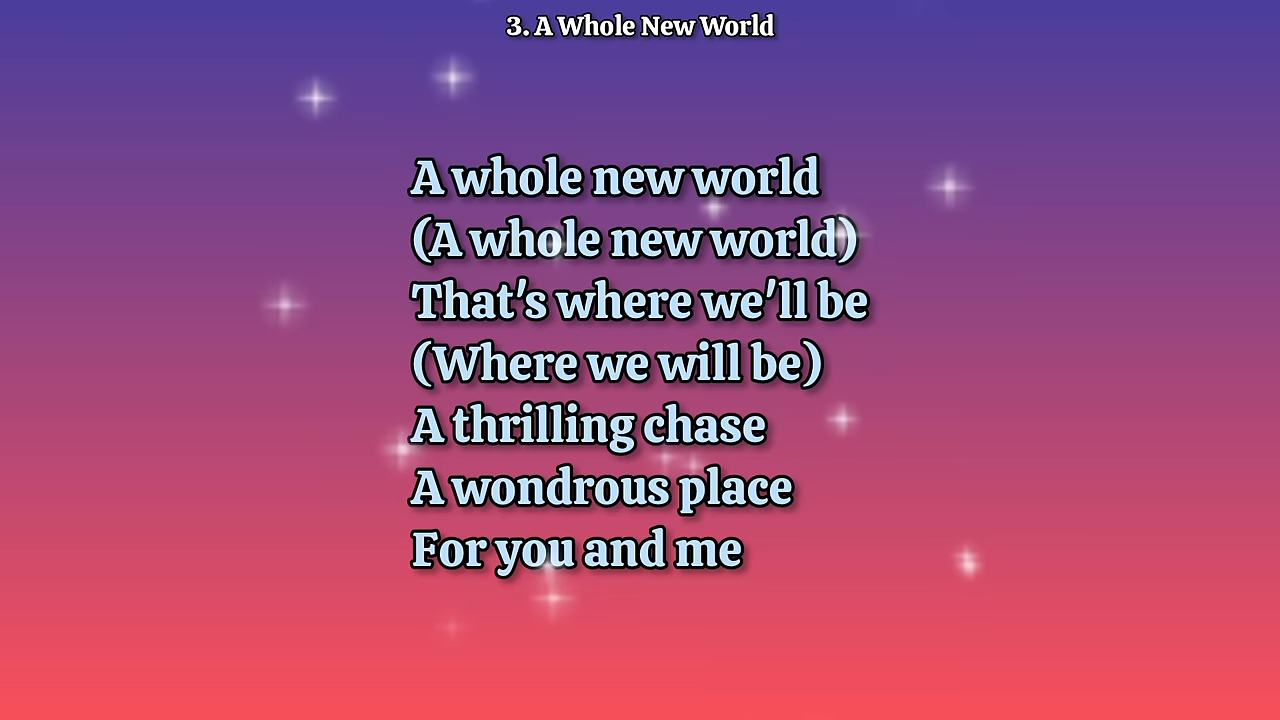 3. A Whole New World
A whole new world
(A whole new world)
That's where we'll be
(Where we will be)
A thrilling chase
A wondrous place
For you and me